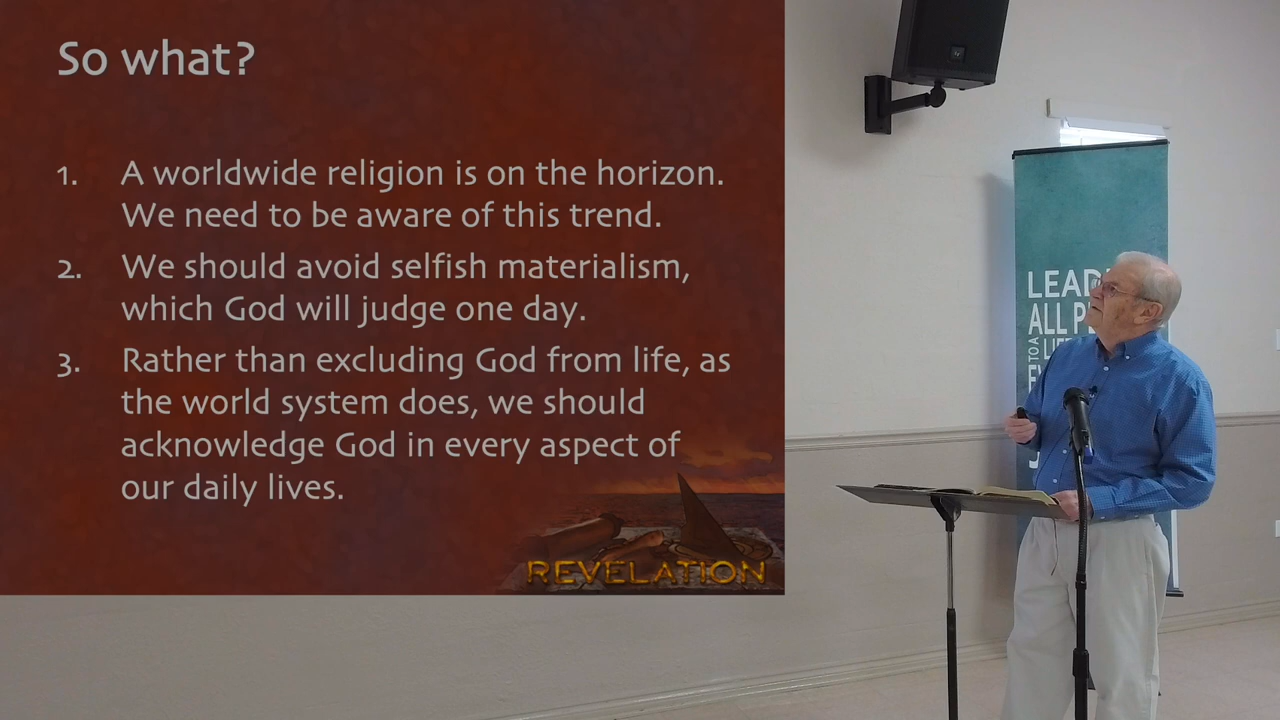 So what?
1. A worldwide religion is on the horizon.
We need to be aware of this trend.
2. We should avoid selfish materialism,
which God will judge one day.
3. Rather than excluding God from life, as
the world system does, we should
acknowledge God in every aspect of
our daily lives.
REVELATION
ALL
TO A